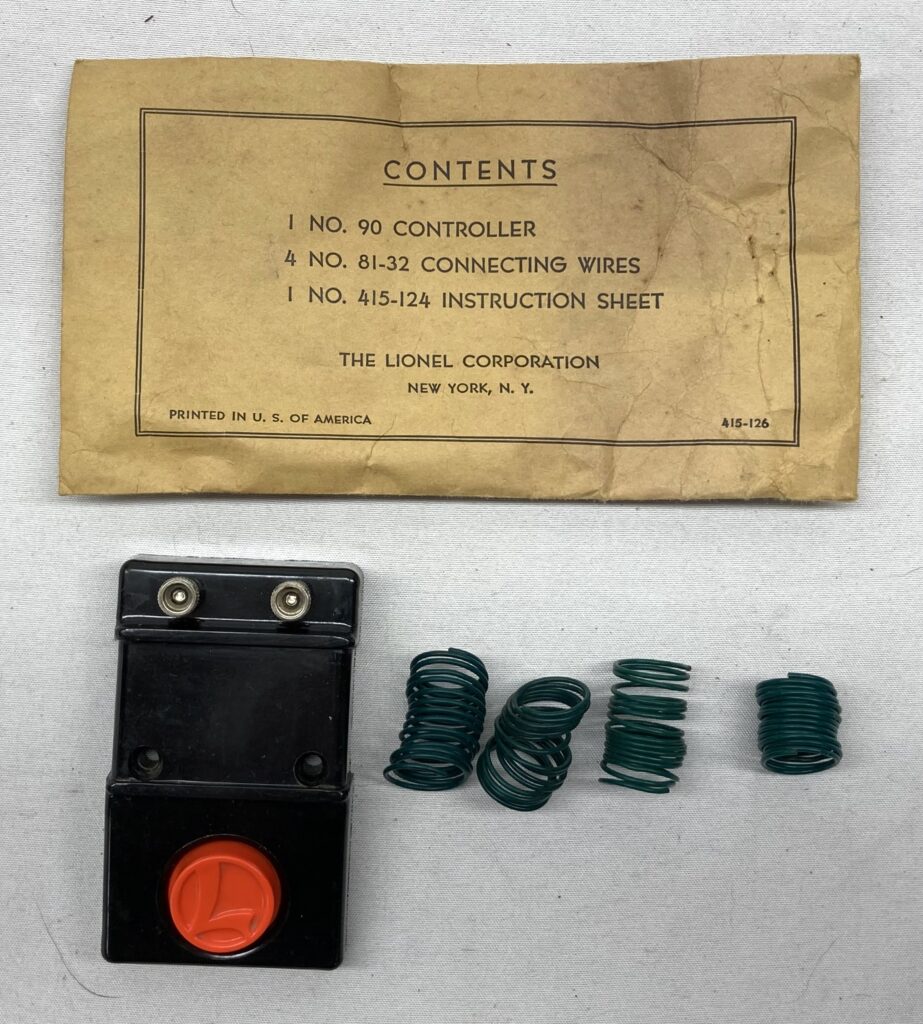 CONTENTS
1 NO. 90 CONTROLLER
4 NO. 81-32 CONNECTING WIRES
1 NO. 415-124 INSTRUCTION SHEET
THE LIONEL CORPORATION
NEW YORK, N. Y.
PRINTED IN U. S. OF AMERICA
415-126
L